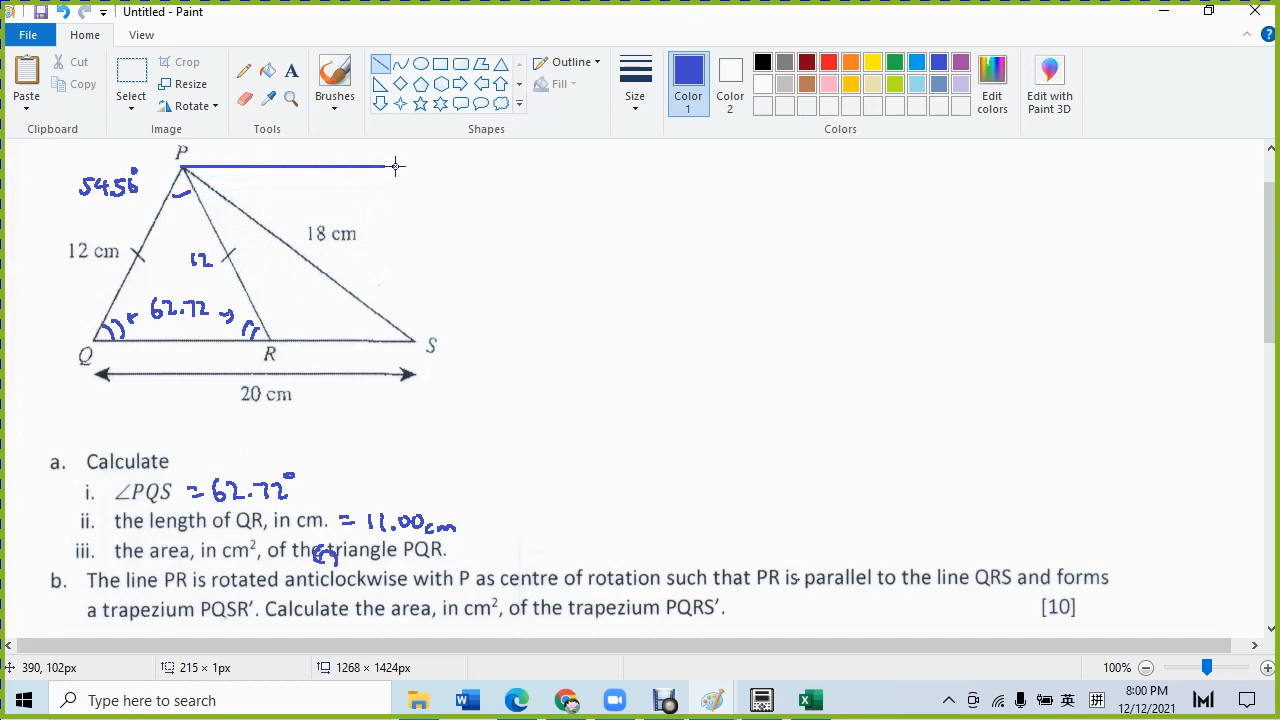 Untitled - Paint
File Home View
Paste Cut Copy Select Crop Resize Rotate Brushes Outline Fill Size Color 1 Color 2 Edit colors Edit with Paint 3D
Clipboard Image Tools Shapes Colors
P
54.56°
18 cm
12 cm
12
62.72
Q R S
20 cm
a. Calculate
i. ∠PQS = 62.72°
ii. the length of QR, in cm. = 11.00cm
iii. the area, in cm², of the triangle PQR.
b. The line PR is rotated anticlockwise with P as centre of rotation such that PR is parallel to the line QRS and forms
a trapezium PQSR′. Calculate the area, in cm², of the trapezium PQRS′. [10]
390, 102px 215 × 1px 1268 × 1424px 100%
Type here to search
英 拼 8:00 PM
12/12/2021